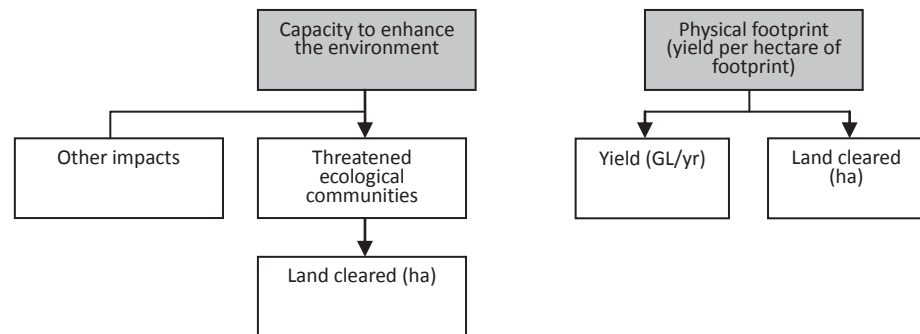 Capacity to enhance
the environment
Physical footprint
(yield per hectare of
footprint)
Other impacts
Threatened
ecological
communities
Yield (GL/yr)
Land cleared
(ha)
Land cleared (ha)